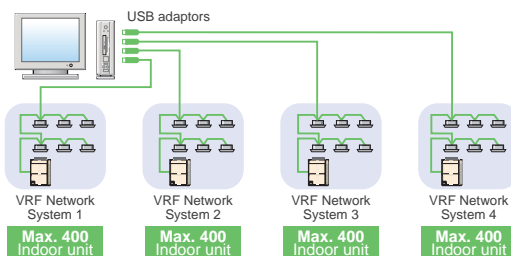 USB adaptors
VRF Network
System 1
VRF Network
System 2
VRF Network
System 3
VRF Network
System 4
Max. 400
Indoor unit
Max. 400
Indoor unit
Max. 400
Indoor unit
Max. 400
Indoor unit